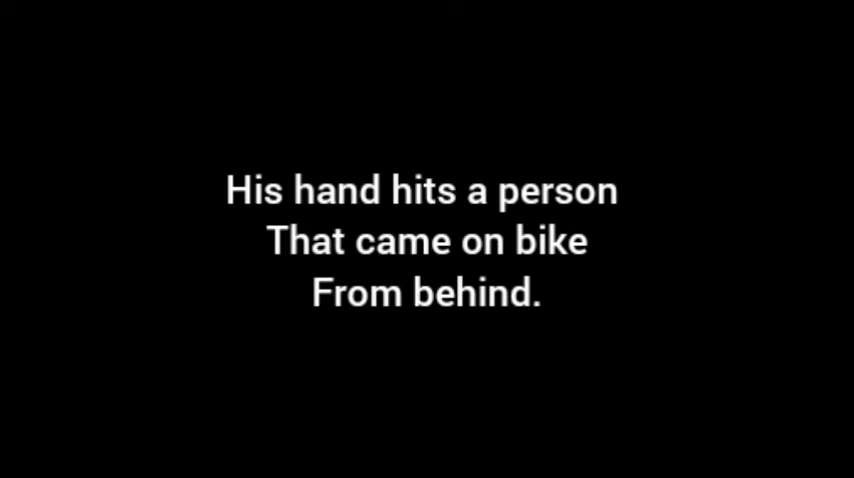 His hand hits a person
That came on bike
From behind.